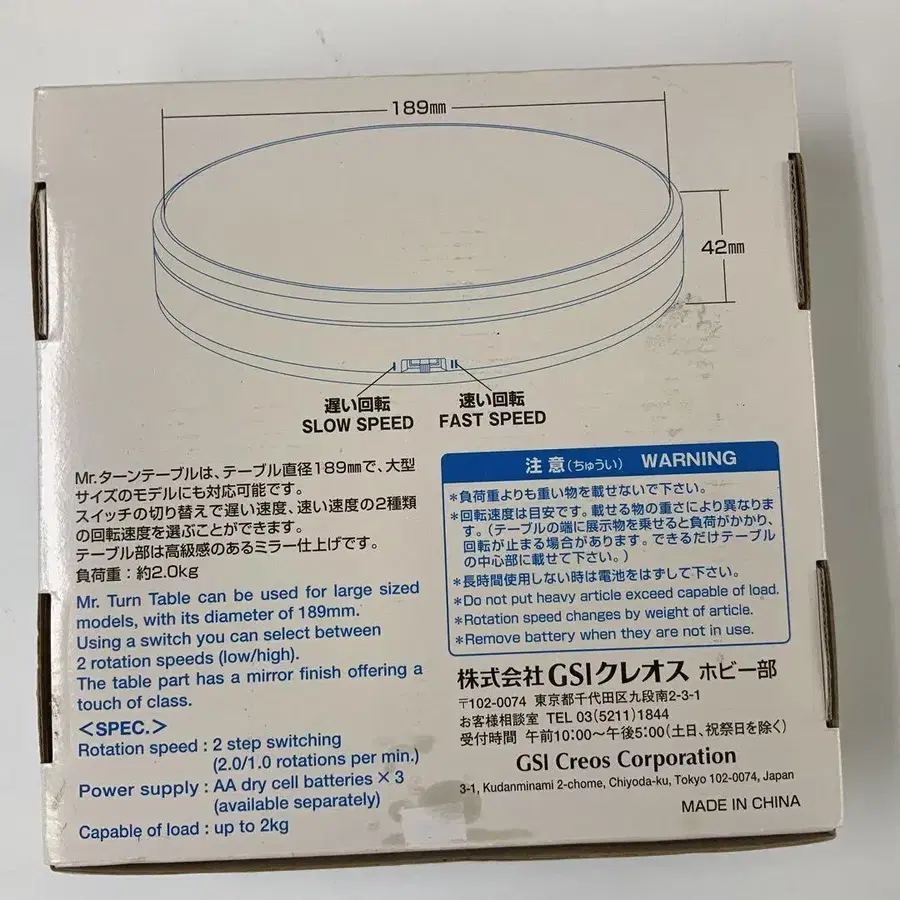 189mm
42mm
遅い回転
SLOW SPEED
速い回転
FAST SPEED
Mr.ターンテーブルは、テーブル直径189mmで、大型
サイズのモデルにも対応可能です。
スイッチの切り替えで遅い速度、速い速度の2種類
の回転速度を選ぶことができます。
テーブル部は高級感のあるミラー仕上げです。
負荷重：約2.0kg
Mr. Turn Table can be used for large sized
models, with its diameter of 189mm.
Using a switch you can select between
2 rotation speeds (low/high).
The table part has a mirror finish offering a
touch of class.
<SPEC.>
Rotation speed : 2 step switching
(2.0/1.0 rotations per min.)
Power supply : AA dry cell batteries × 3
(available separately)
Capable of load : up to 2kg
注意(ちゅうい) WARNING
*負荷重よりも重い物を載せないで下さい。
*回転速度は目安です。載せる物の重さにより異なりま
す。(テーブルの端に展示物を乗せると負荷がかかり、
回転が止まる場合があります。できるだけテーブル
の中心部に載せて下さい。)
*長時間使用しない時は電池をはずして下さい。
*Do not put heavy article exceed capable of load.
*Rotation speed changes by weight of article.
*Remove battery when they are not in use.
株式会社GSIクレオス ホビー部
〒102-0074 東京都千代田区九段南2-3-1
お客様相談室 TEL 03(5211)1844
受付時間 午前10:00〜午後5:00(土日、祝祭日を除く)
GSI Creos Corporation
3-1, Kudanminami 2-chome, Chiyoda-ku, Tokyo 102-0074, Japan
MADE IN CHINA